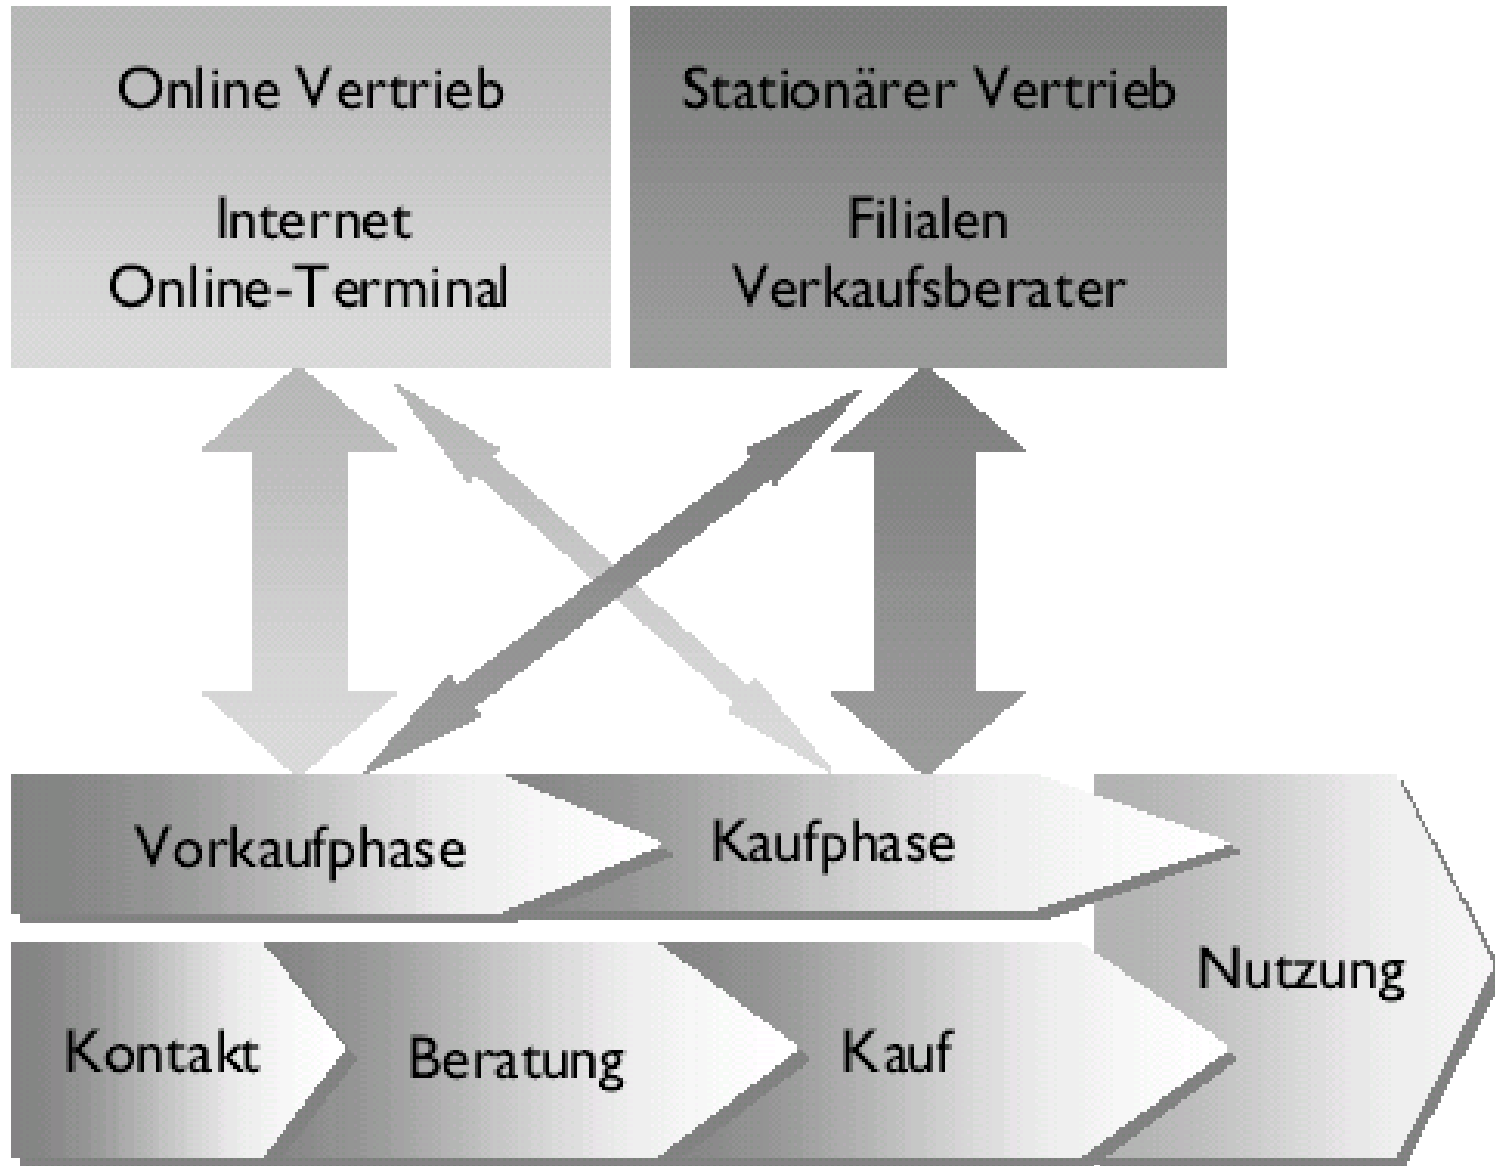 Online Vertrieb
Internet
Online-Terminal
Stationärer Vertrieb
Filialen
Verkaufsberater
Vorkaufphase
Kaufphase
Nutzung
Kontakt
Beratung
Kauf